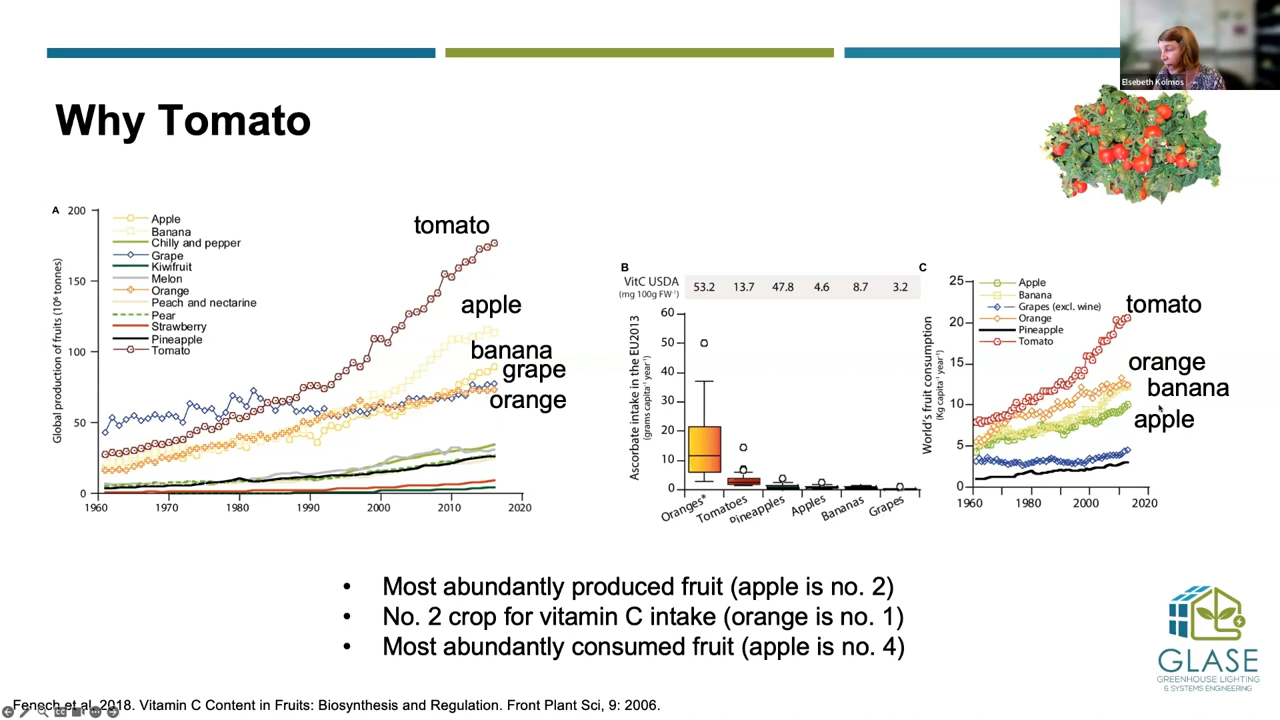 Elsebeth Kolmos
Why Tomato
A
200
150
100
50
0
Global production of fruits (10⁶ tonnes)
Apple
Banana
Chilly and pepper
Grape
Kiwifruit
Melon
Orange
Peach and nectarine
Pear
Strawberry
Pineapple
Tomato
tomato
apple
banana
grape
orange
1960 1970 1980 1990 2000 2010 2020
B
VitC USDA
(mg 100g FW⁻¹)
53.2 13.7 47.8 4.6 8.7 3.2
Ascorbate intake in the EU2013
(grams capita⁻¹ year⁻¹)
60
50
40
30
20
10
0
Oranges* Tomatoes Pineapples Apples Bananas Grapes
C
World's fruit consumption
(Kg capita⁻¹ year⁻¹)
25
20
15
10
5
0
Apple
Banana
Grapes (excl. wine)
Orange
Pineapple
Tomato
tomato
orange
banana
apple
1960 1980 2000 2020
• Most abundantly produced fruit (apple is no. 2)
• No. 2 crop for vitamin C intake (orange is no. 1)
• Most abundantly consumed fruit (apple is no. 4)
GLASE
GREENHOUSE LIGHTING
& SYSTEMS ENGINEERING
Fenech et al. 2018. Vitamin C Content in Fruits: Biosynthesis and Regulation. Front Plant Sci, 9: 2006.